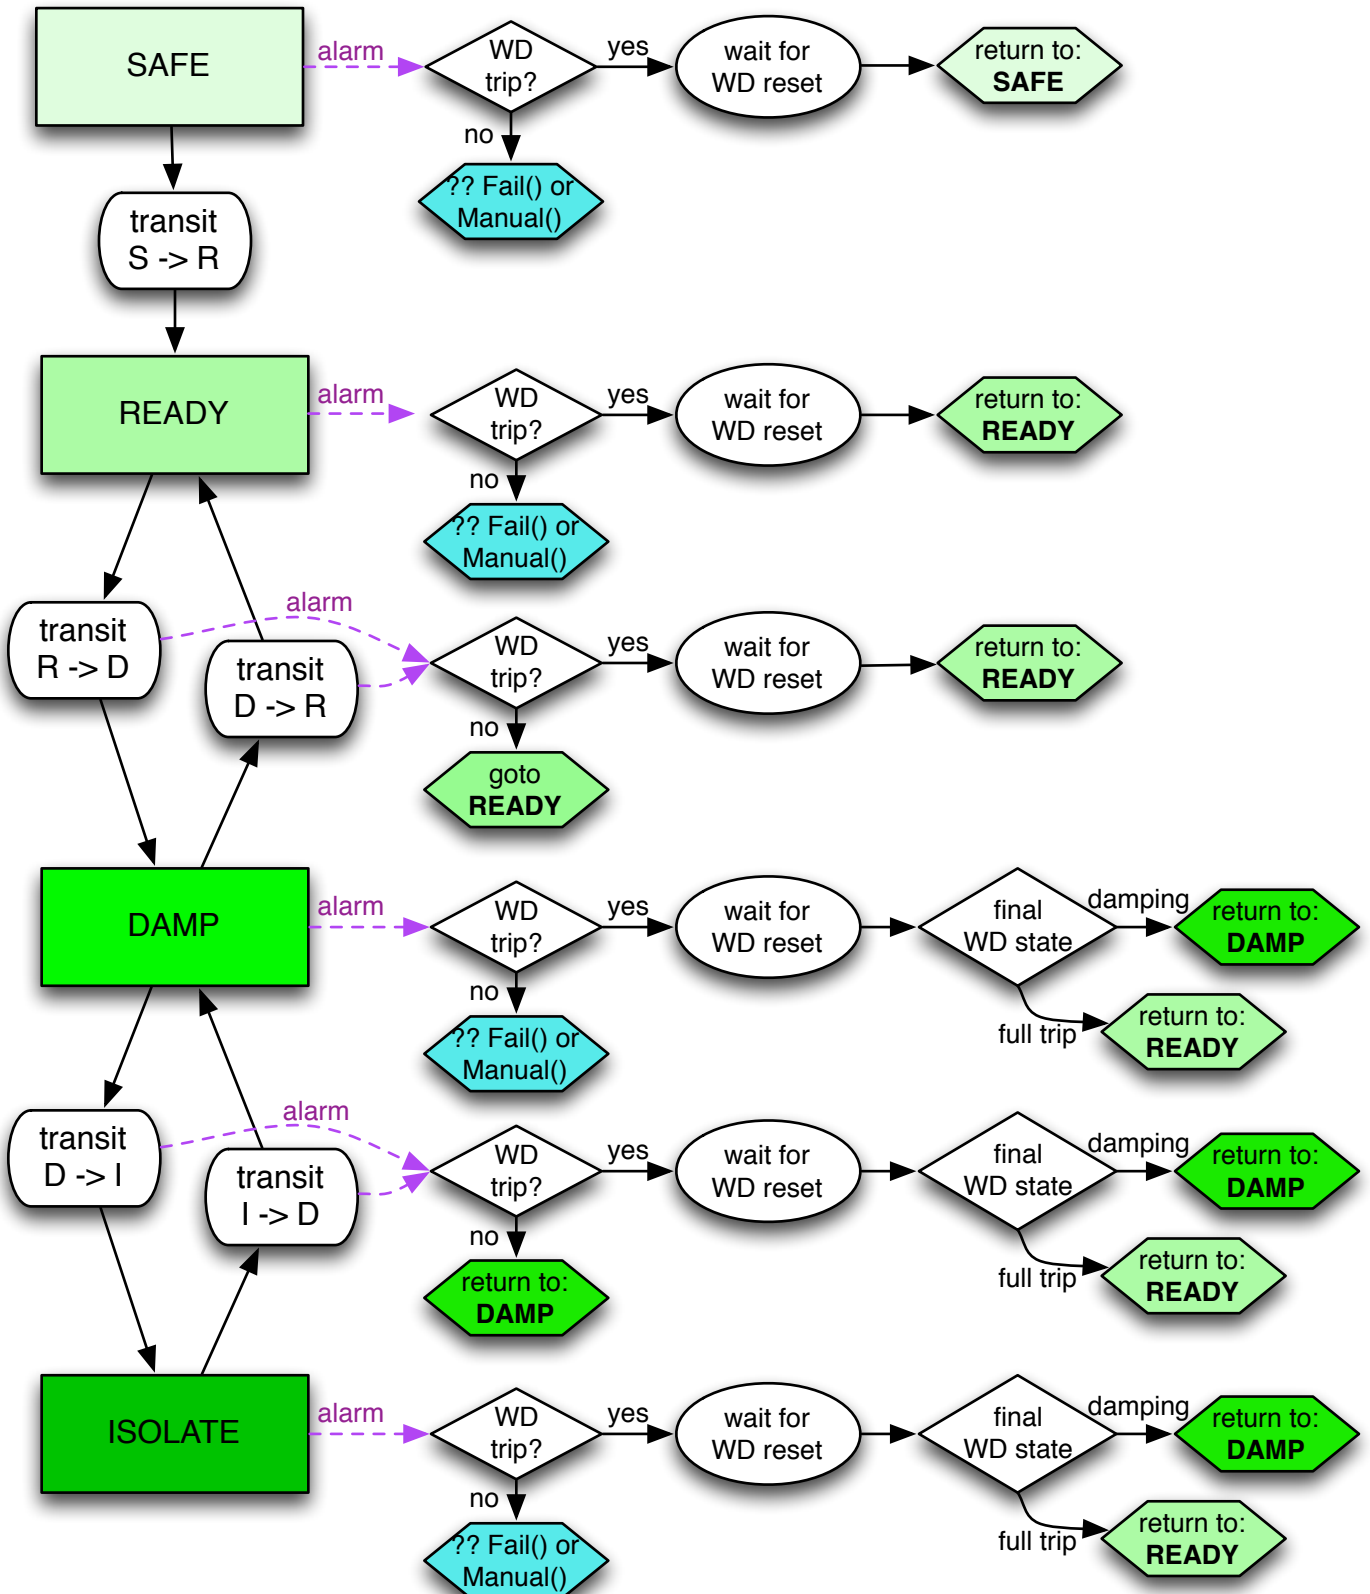 SAFE
alarm
WD
trip?
yes
wait for
WD reset
return to:
SAFE
no
?? Fail() or
Manual()
transit
S -> R
READY
alarm
WD
trip?
yes
wait for
WD reset
return to:
READY
no
?? Fail() or
Manual()
transit
R -> D
alarm
transit
D -> R
WD
trip?
yes
wait for
WD reset
return to:
READY
no
goto
READY
DAMP
alarm
WD
trip?
yes
wait for
WD reset
final
WD state
damping
return to:
DAMP
full trip
return to:
READY
no
?? Fail() or
Manual()
transit
D -> I
alarm
transit
I -> D
WD
trip?
yes
wait for
WD reset
final
WD state
damping
return to:
DAMP
full trip
return to:
READY
no
return to:
DAMP
ISOLATE
alarm
WD
trip?
yes
wait for
WD reset
final
WD state
damping
return to:
DAMP
full trip
return to:
READY
no
?? Fail() or
Manual()